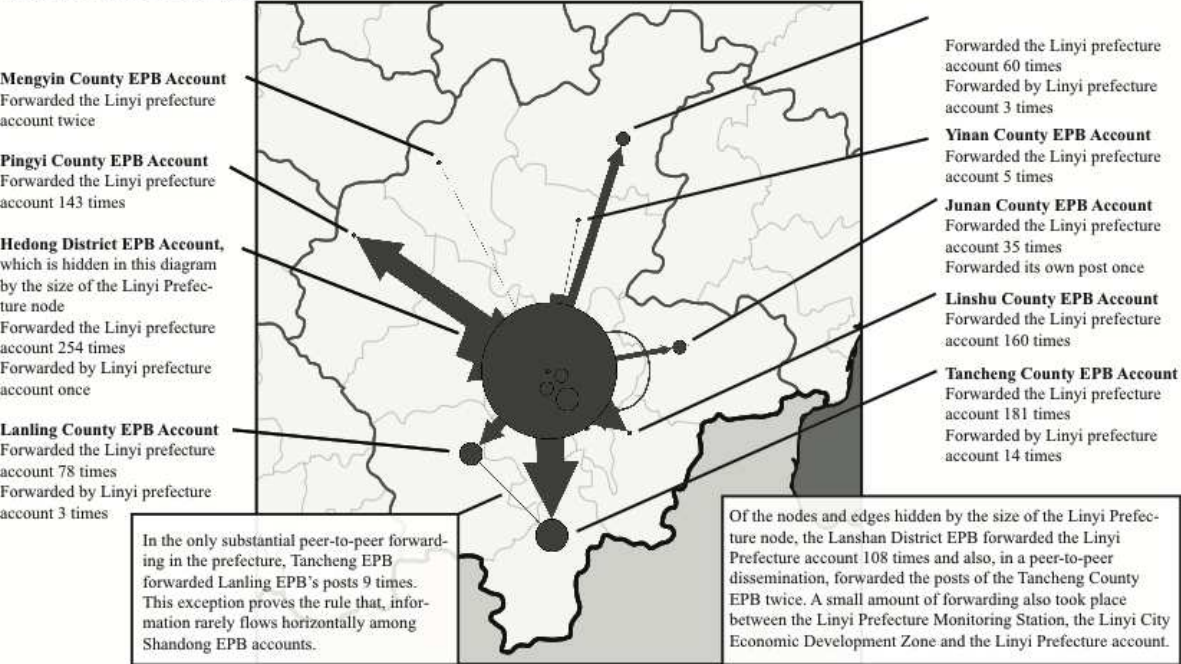 Mengyin County EPB Account
Forwarded the Linyi prefecture
account twice
Pingyi County EPB Account
Forwarded the Linyi prefecture
account 143 times
Hedong District EPB Account,
which is hidden in this diagram
by the size of the Linyi Prefec-
ture node
Forwarded the Linyi prefecture
account 254 times
Forwarded by Linyi prefecture
account once
Lanling County EPB Account
Forwarded the Linyi prefecture
account 78 times
Forwarded by Linyi prefecture
account 3 times
In the only substantial peer-to-peer forward-
ing in the prefecture, Tancheng EPB
forwarded Lanling EPB's posts 9 times.
This exception proves the rule that, infor-
mation rarely flows horizontally among
Shandong EPB accounts.
Forwarded the Linyi prefecture
account 60 times
Forwarded by Linyi prefecture
account 3 times
Yinan County EPB Account
Forwarded the Linyi prefecture
account 5 times
Junan County EPB Account
Forwarded the Linyi prefecture
account 35 times
Forwarded its own post once
Linshu County EPB Account
Forwarded the Linyi prefecture
account 160 times
Tancheng County EPB Account
Forwarded the Linyi prefecture
account 181 times
Forwarded by Linyi prefecture
account 14 times
Of the nodes and edges hidden by the size of the Linyi Prefec-
ture node, the Lanshan District EPB forwarded the Linyi
Prefecture account 108 times and also, in a peer-to-peer
dissemination, forwarded the posts of the Tancheng County
EPB twice. A small amount of forwarding also took place
between the Linyi Prefecture Monitoring Station, the Linyi City
Economic Development Zone and the Linyi Prefecture account.